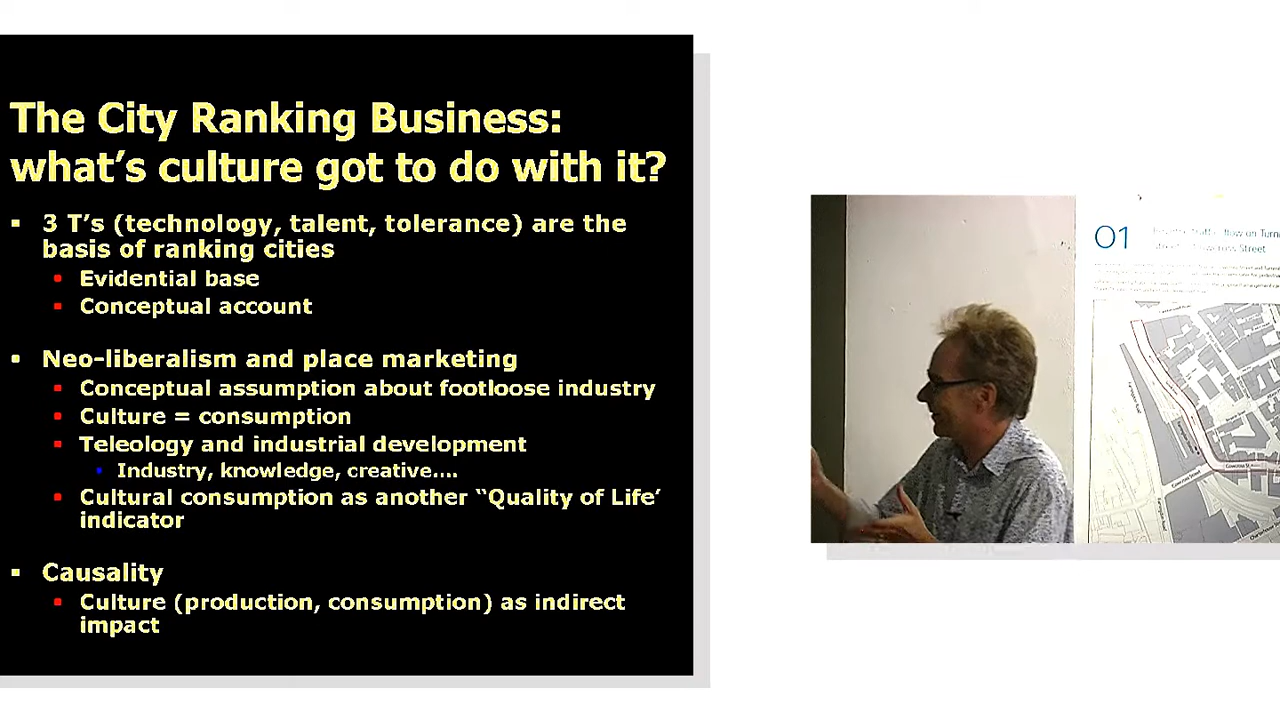 The City Ranking Business:
what's culture got to do with it?
3 T's (technology, talent, tolerance) are the
basis of ranking cities
Evidential base
Conceptual account
Neo-liberalism and place marketing
Conceptual assumption about footloose industry
Culture = consumption
Teleology and industrial development
Industry, knowledge, creative....
Cultural consumption as another “Quality of Life’
indicator
Causality
Culture (production, consumption) as indirect
impact
01
flow on
Street